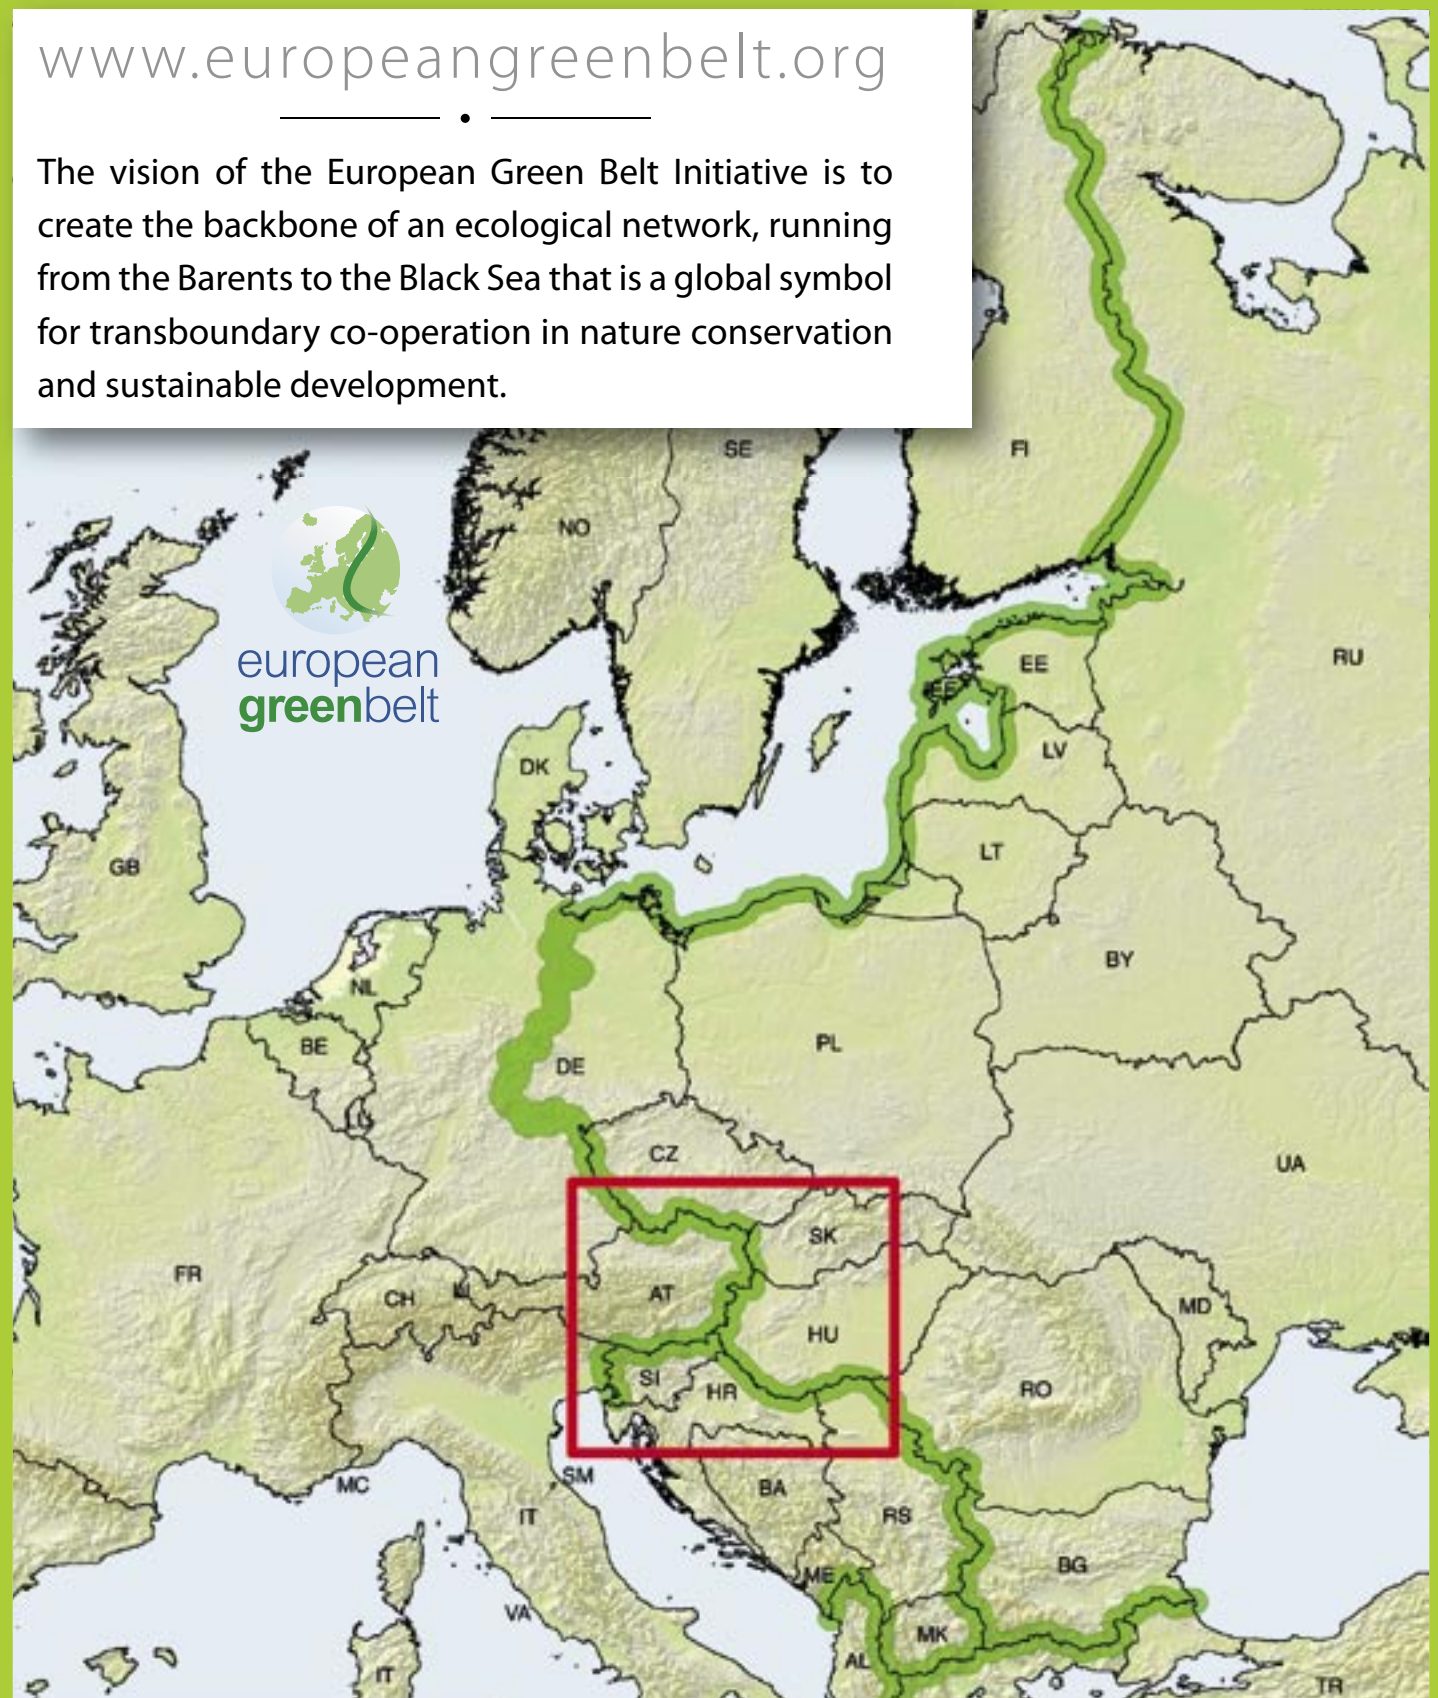 www.europeangreenbelt.org
The vision of the European Green Belt Initiative is to
create the backbone of an ecological network, running
from the Barents to the Black Sea that is a global symbol
for transboundary co-operation in nature conservation
and sustainable development.
SE
FI
NO
european
greenbelt
EE
RU
EE
LV
DK
LT
GB
BY
NL
BE
PL
DE
LU
CZ
UA
SK
FR
AT
LI
CH
MD
HU
SI
HR
RO
SM
MC
BA
IT
RS
BG
ME
VA
MK
AL
IT
TR